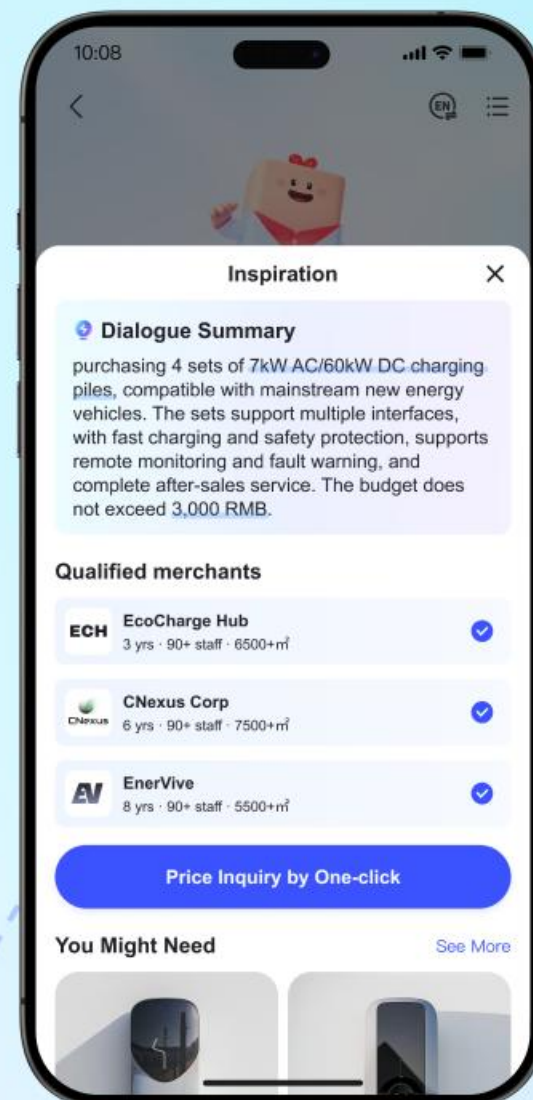 10:08
EN
Inspiration
Dialogue Summary
purchasing 4 sets of 7kW AC/60kW DC charging
piles, compatible with mainstream new energy
vehicles. The sets support multiple interfaces,
with fast charging and safety protection, supports
remote monitoring and fault warning, and
complete after-sales service. The budget does
not exceed 3,000 RMB.
Qualified merchants
ECH
EcoCharge Hub
3 yrs · 90+ staff · 6500+㎡
CNexus
CNexus Corp
6 yrs · 90+ staff · 7500+㎡
EV
EnerVive
8 yrs · 90+ staff · 5500+㎡
Price Inquiry by One-click
You Might Need
See More